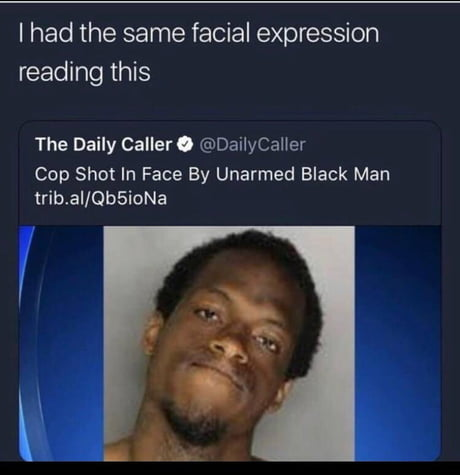 I had the same facial expression
reading this
The Daily Caller @DailyCaller
Cop Shot In Face By Unarmed Black Man
trib.al/Qb5ioNa